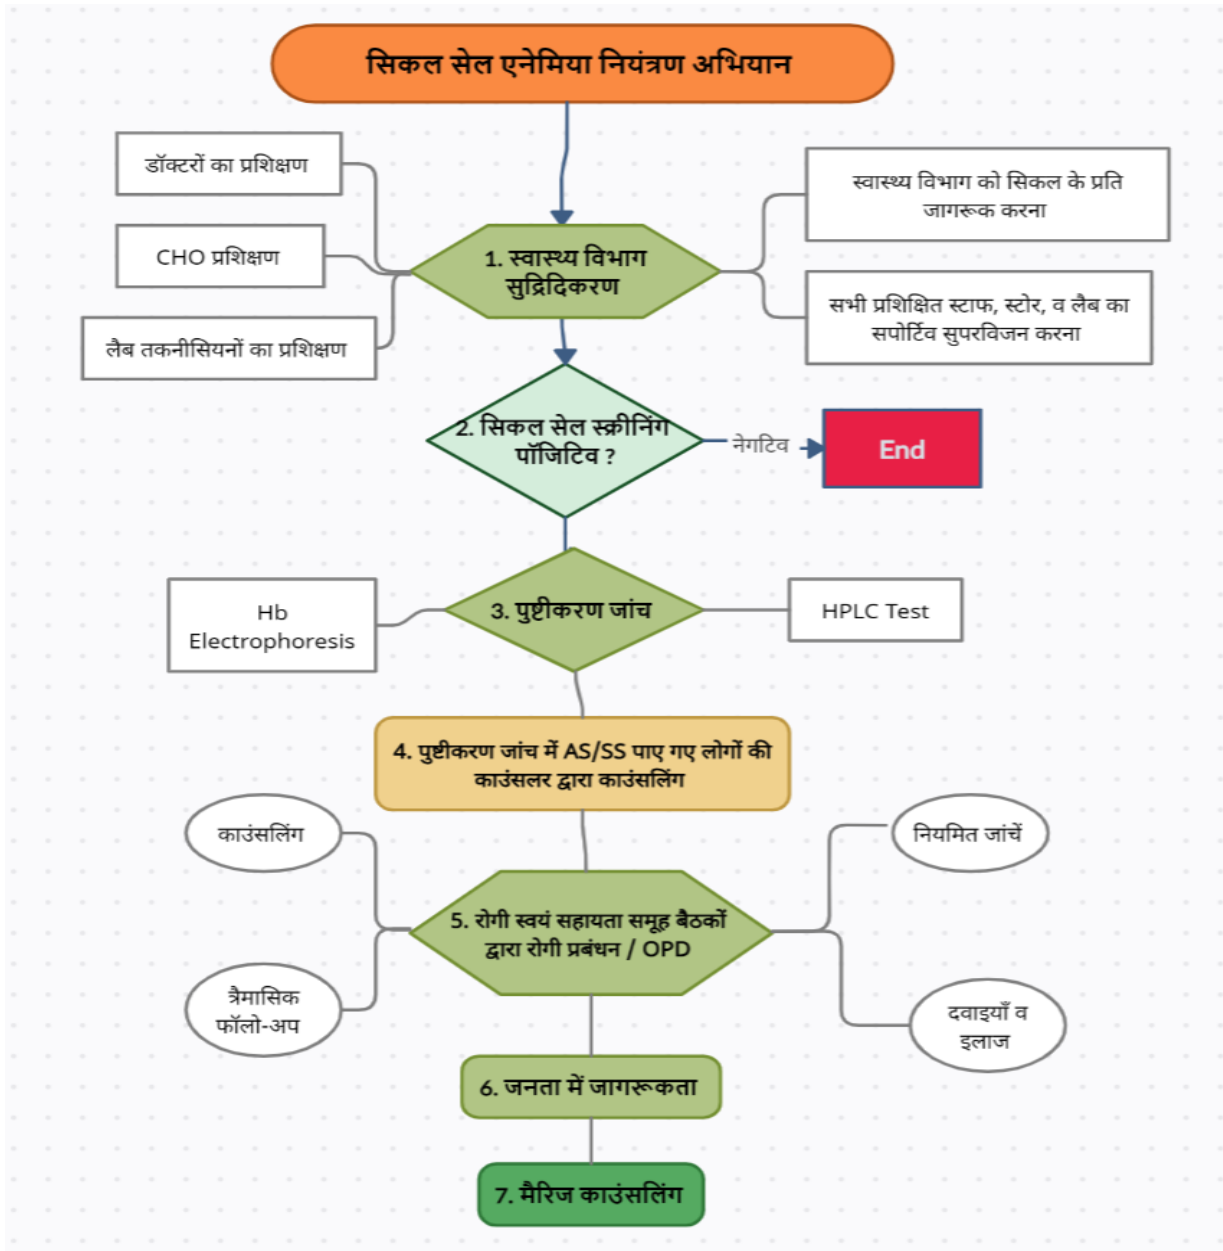 सिकल सेल एनेमिया नियंत्रण अभियान
डॉक्टरों का प्रशिक्षण
CHO प्रशिक्षण
लैब तकनीसियनों का प्रशिक्षण
1. स्वास्थ्य विभाग
सुद्रिदिकरण
स्वास्थ्य विभाग को सिकल के प्रति
जागरूक करना
सभी प्रशिक्षित स्टाफ, स्टोर, व लैब का
सपोर्टिव सुपरविजन करना
2. सिकल सेल स्क्रीनिंग
पॉजिटिव ?
नेगटिव
End
3. पुष्टीकरण जांच
Hb
Electrophoresis
HPLC Test
4. पुष्टीकरण जांच में AS/SS पाए गए लोगों की
काउंसलर द्वारा काउंसलिंग
काउंसलिंग
त्रैमासिक
फॉलो-अप
5. रोगी स्वयं सहायता समूह बैठकों
द्वारा रोगी प्रबंधन / OPD
नियमित जांचें
दवाइयाँ व
इलाज
6. जनता में जागरूकता
7. मैरिज काउंसलिंग